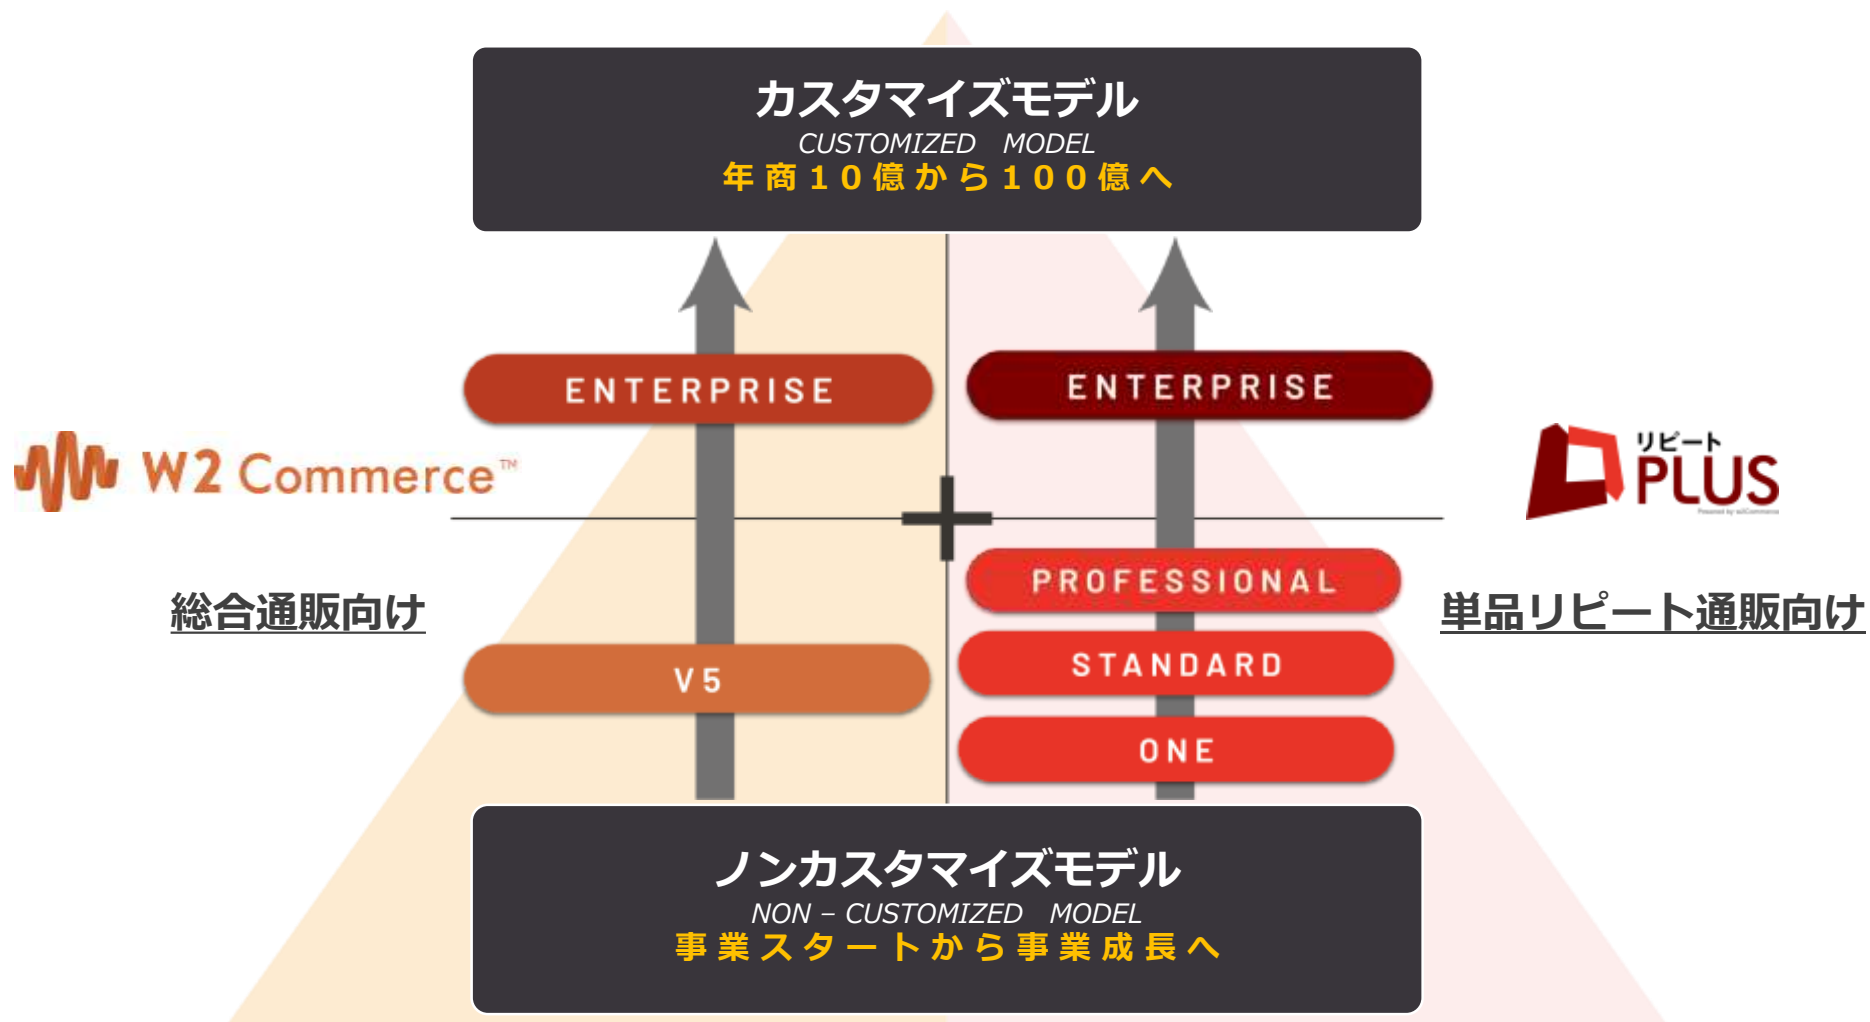 カスタマイズモデル
CUSTOMIZED MODEL
年商10億から100億へ
ENTERPRISE
ENTERPRISE
W2 Commerce™
リピート
PLUS
Powered by w2Commerce
PROFESSIONAL
総合通販向け
単品リピート通販向け
STANDARD
V5
ONE
ノンカスタマイズモデル
NON – CUSTOMIZED MODEL
事業スタートから事業成長へ